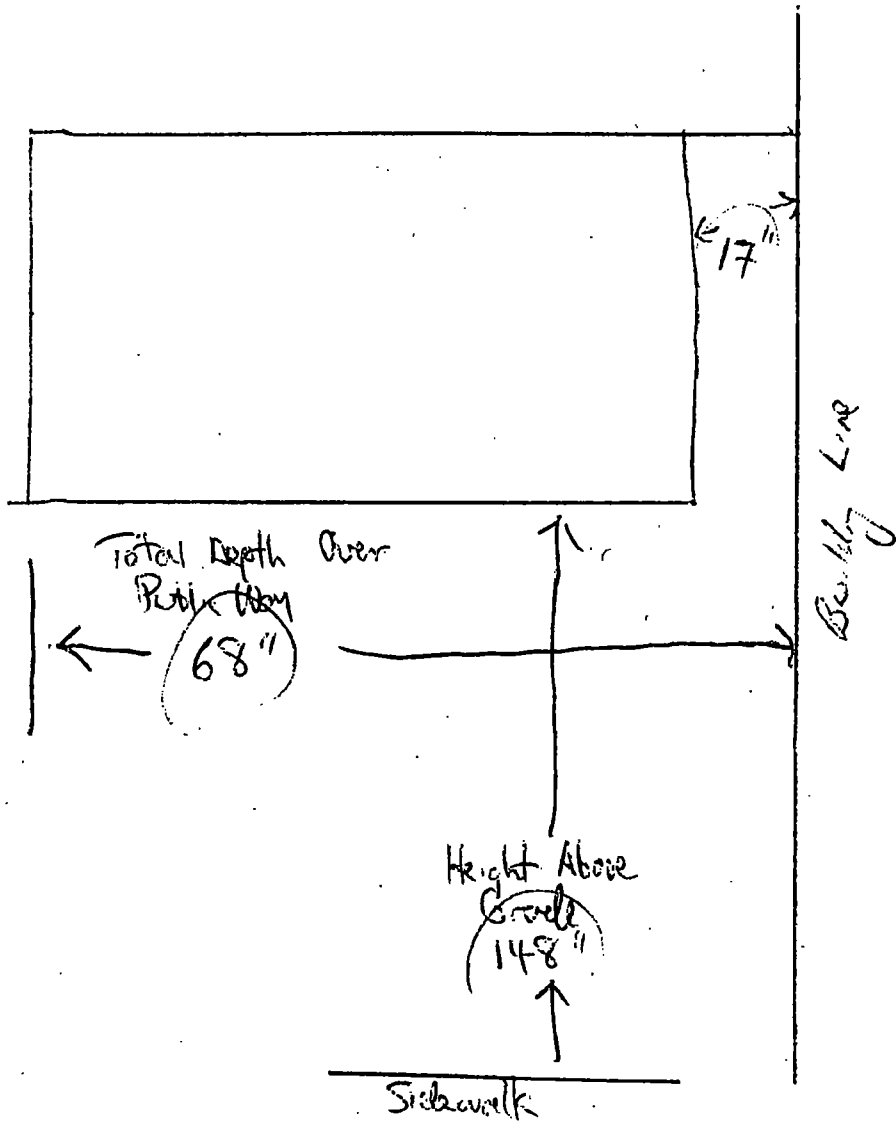 17"
Building Line
Total Depth Over
Public Way
68"
Height Above
Grade
148"
Sidewalk